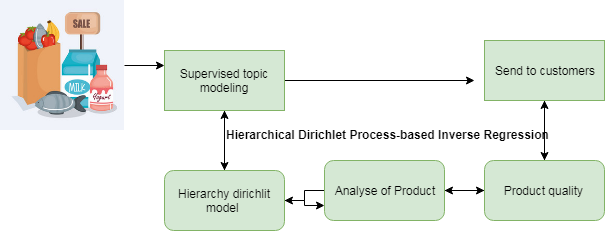 SALE
MILK
Yogurt
Supervised topic
modeling
Send to customers
Hierarchical Dirichlet Process-based Inverse Regression
Hierarchy dirichlit
model
Analyse of Product
Product quality